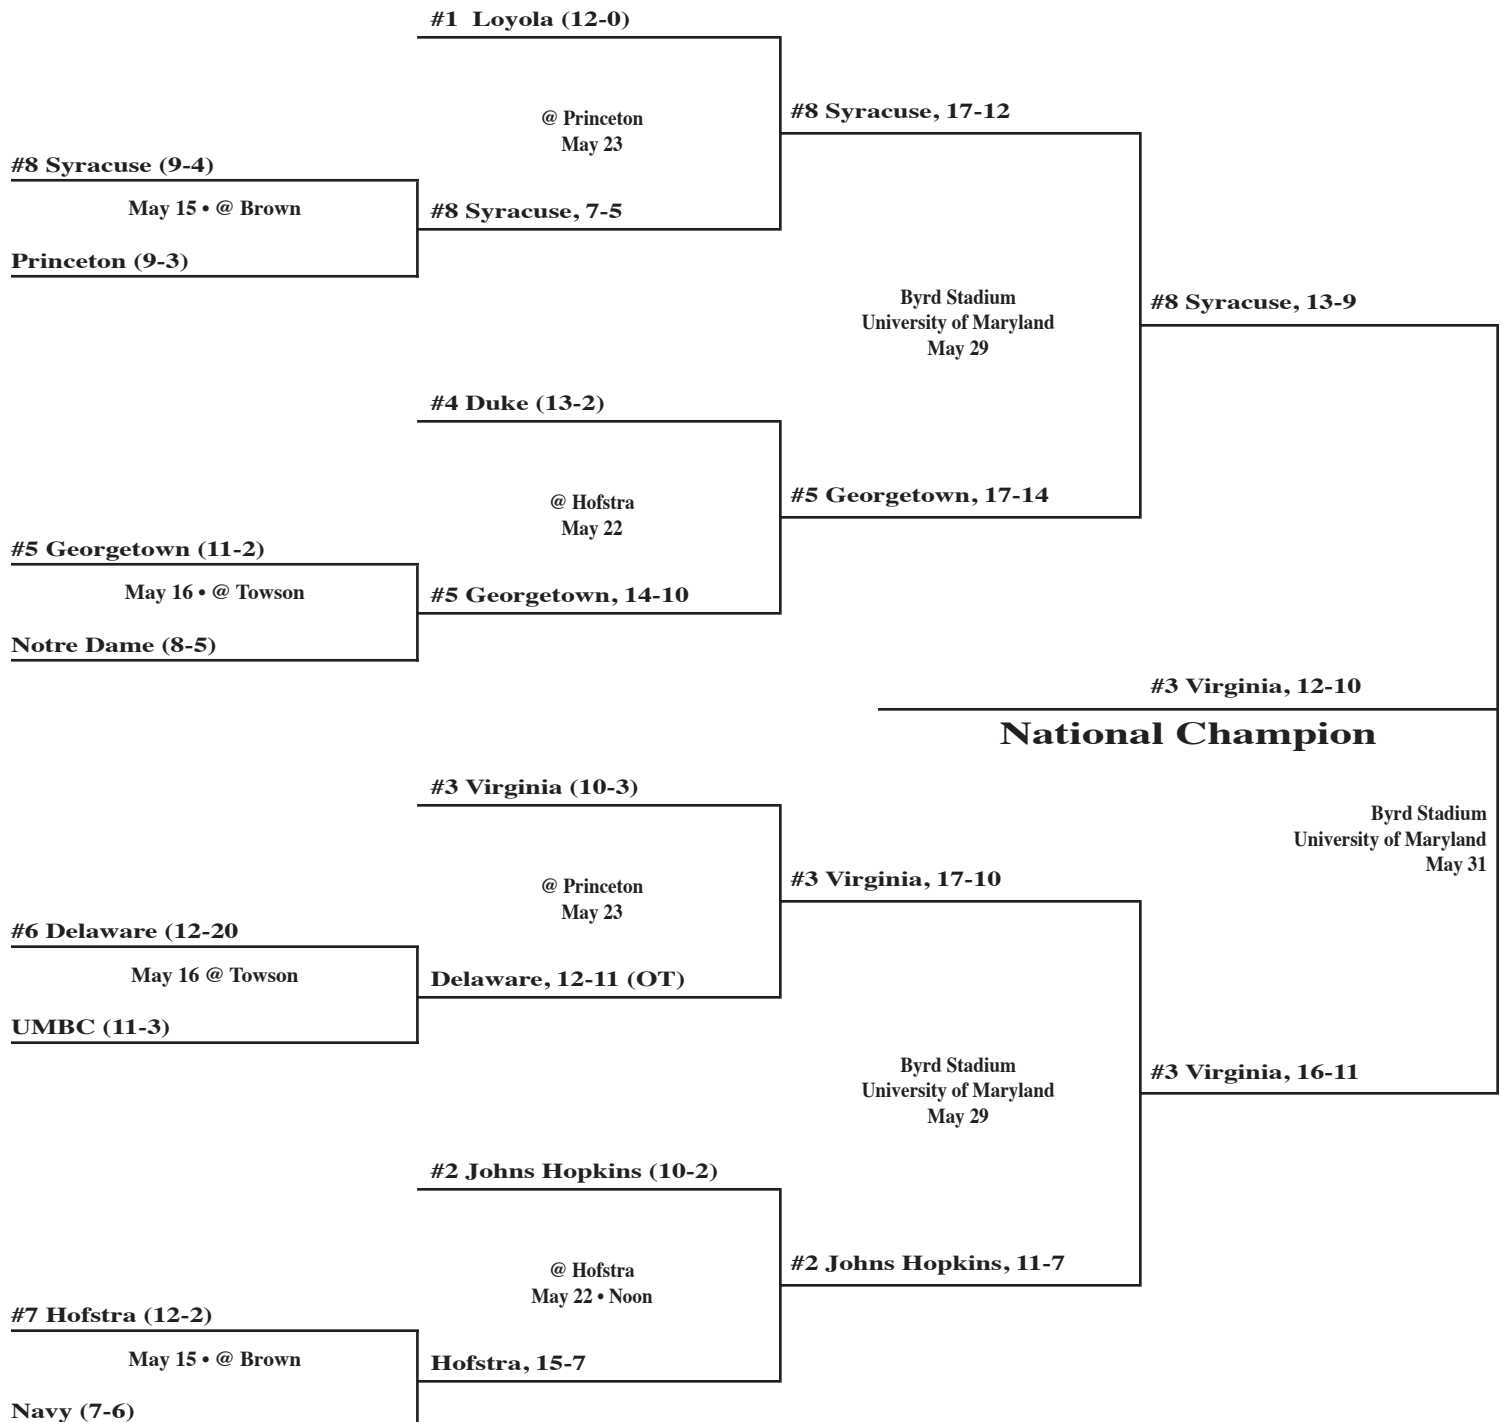 #1 Loyola (12-0)
@ Princeton
May 23
#8 Syracuse, 17-12
#8 Syracuse (9-4)
May 15 • @ Brown
#8 Syracuse, 7-5
Princeton (9-3)
Byrd Stadium
University of Maryland
May 29
#8 Syracuse, 13-9
#4 Duke (13-2)
@ Hofstra
May 22
#5 Georgetown, 17-14
#5 Georgetown (11-2)
May 16 • @ Towson
#5 Georgetown, 14-10
Notre Dame (8-5)
#3 Virginia, 12-10
National Champion
#3 Virginia (10-3)
Byrd Stadium
University of Maryland
May 31
@ Princeton
May 23
#3 Virginia, 17-10
#6 Delaware (12-20
May 16 @ Towson
Delaware, 12-11 (OT)
UMBC (11-3)
Byrd Stadium
University of Maryland
May 29
#3 Virginia, 16-11
#2 Johns Hopkins (10-2)
@ Hofstra
May 22 • Noon
#2 Johns Hopkins, 11-7
#7 Hofstra (12-2)
May 15 • @ Brown
Hofstra, 15-7
Navy (7-6)